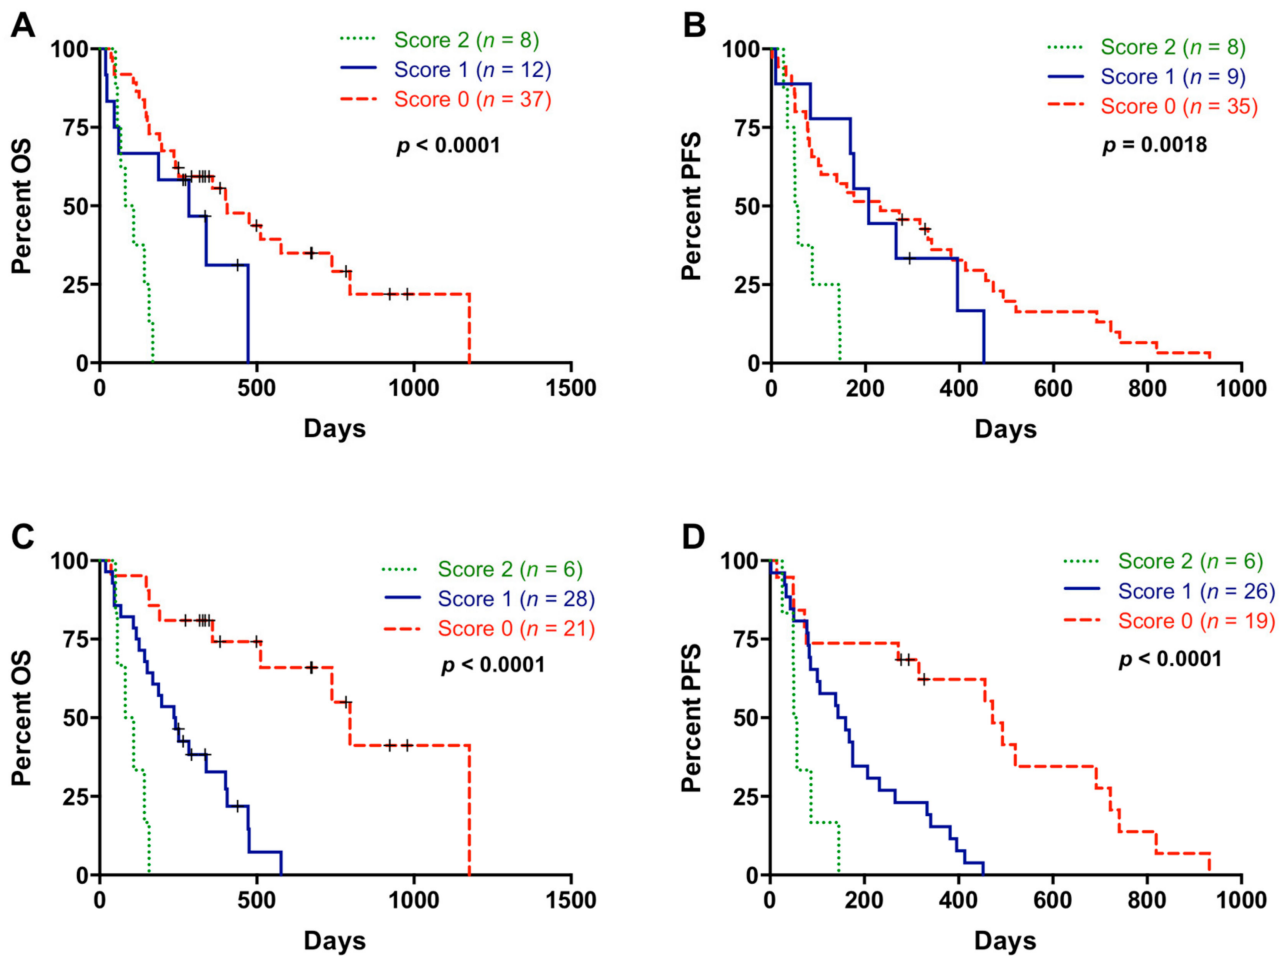 A
Score 2 (n = 8)
Score 1 (n = 12)
Score 0 (n = 37)
p < 0.0001
100
75
50
25
0
Percent OS
0 500 1000 1500
Days
B
Score 2 (n = 8)
Score 1 (n = 9)
Score 0 (n = 35)
p = 0.0018
100
75
50
25
0
Percent PFS
0 200 400 600 800 1000
Days
C
Score 2 (n = 6)
Score 1 (n = 28)
Score 0 (n = 21)
p < 0.0001
100
75
50
25
0
Percent OS
0 500 1000 1500
Days
D
Score 2 (n = 6)
Score 1 (n = 26)
Score 0 (n = 19)
p < 0.0001
100
75
50
25
0
Percent PFS
0 200 400 600 800 1000
Days